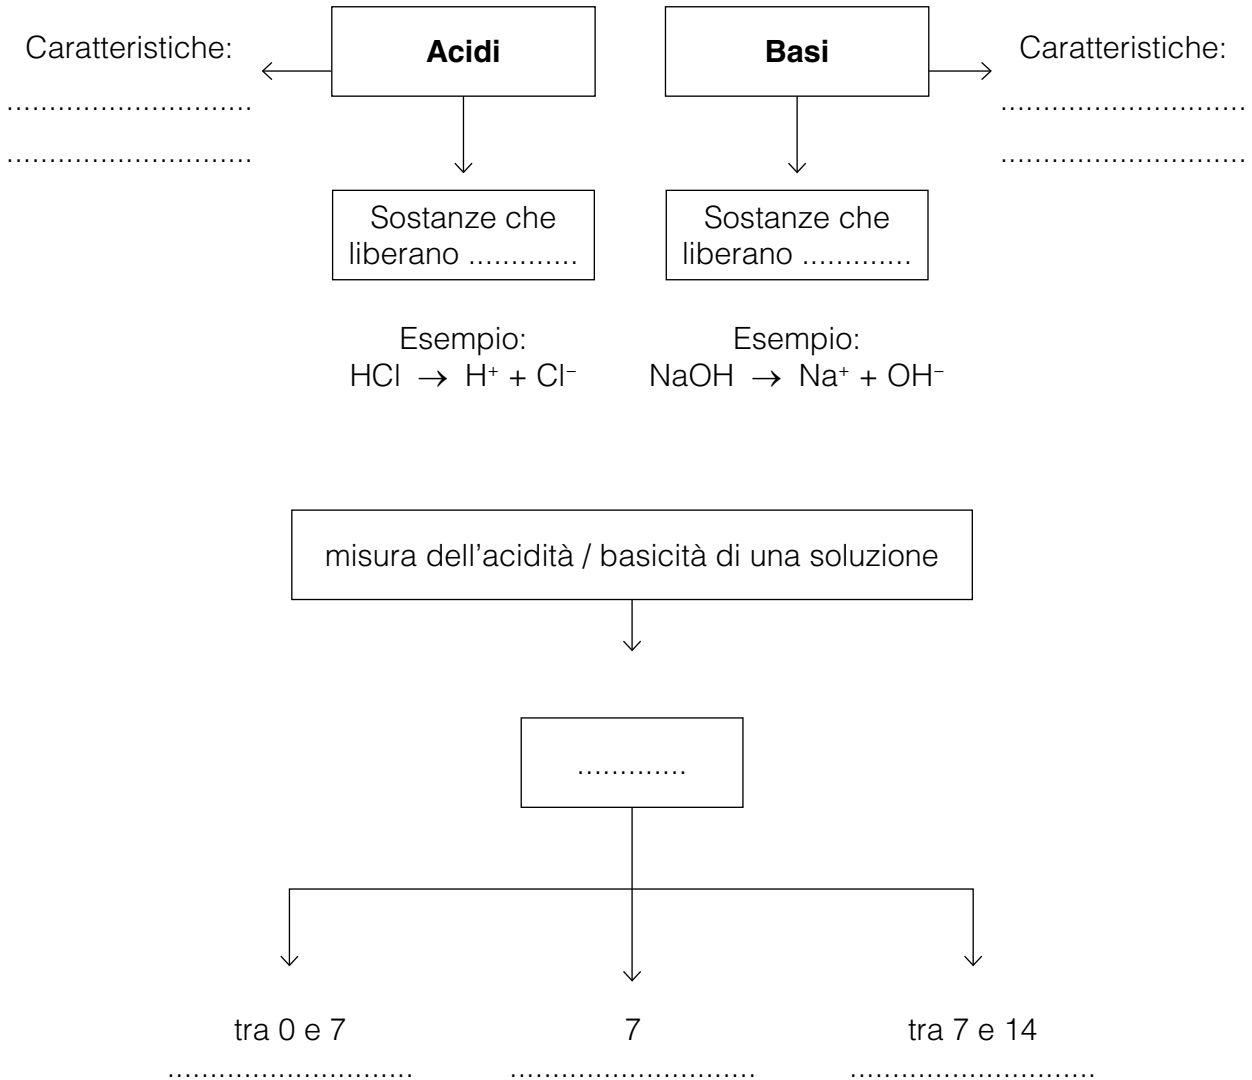 Caratteristiche:
............................
............................
Acidi
Basi
Caratteristiche:
............................
............................
Sostanze che
liberano .............
Sostanze che
liberano .............
Esempio:
HCl → H⁺ + Cl⁻
Esempio:
NaOH → Na⁺ + OH⁻
misura dell'acidità / basicità di una soluzione
.............
tra 0 e 7
............................
7
............................
tra 7 e 14
............................